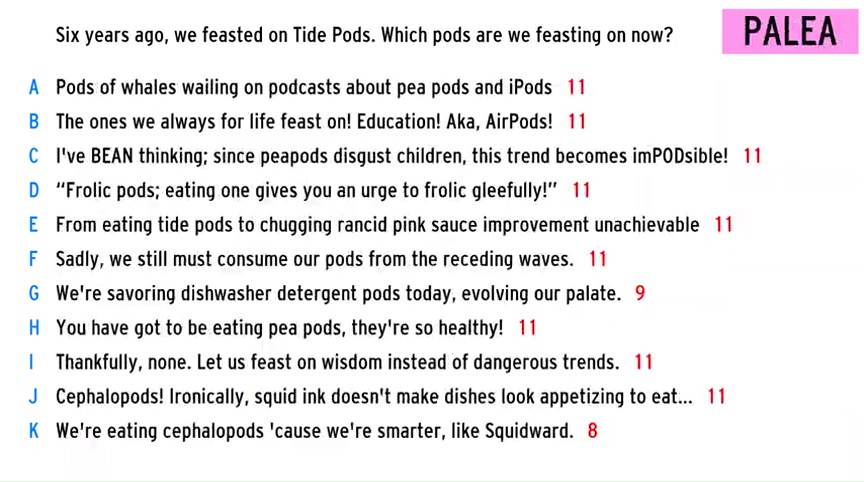 Six years ago, we feasted on Tide Pods. Which pods are we feasting on now?
PALEA
A Pods of whales wailing on podcasts about pea pods and iPods 11
B The ones we always for life feast on! Education! Aka, AirPods! 11
C I've BEAN thinking; since peapods disgust children, this trend becomes imPODsible! 11
D “Frolic pods; eating one gives you an urge to frolic gleefully!” 11
E From eating tide pods to chugging rancid pink sauce improvement unachievable 11
F Sadly, we still must consume our pods from the receding waves. 11
G We're savoring dishwasher detergent pods today, evolving our palate. 9
H You have got to be eating pea pods, they're so healthy! 11
I Thankfully, none. Let us feast on wisdom instead of dangerous trends. 11
J Cephalopods! Ironically, squid ink doesn't make dishes look appetizing to eat... 11
K We're eating cephalopods 'cause we're smarter, like Squidward. 8